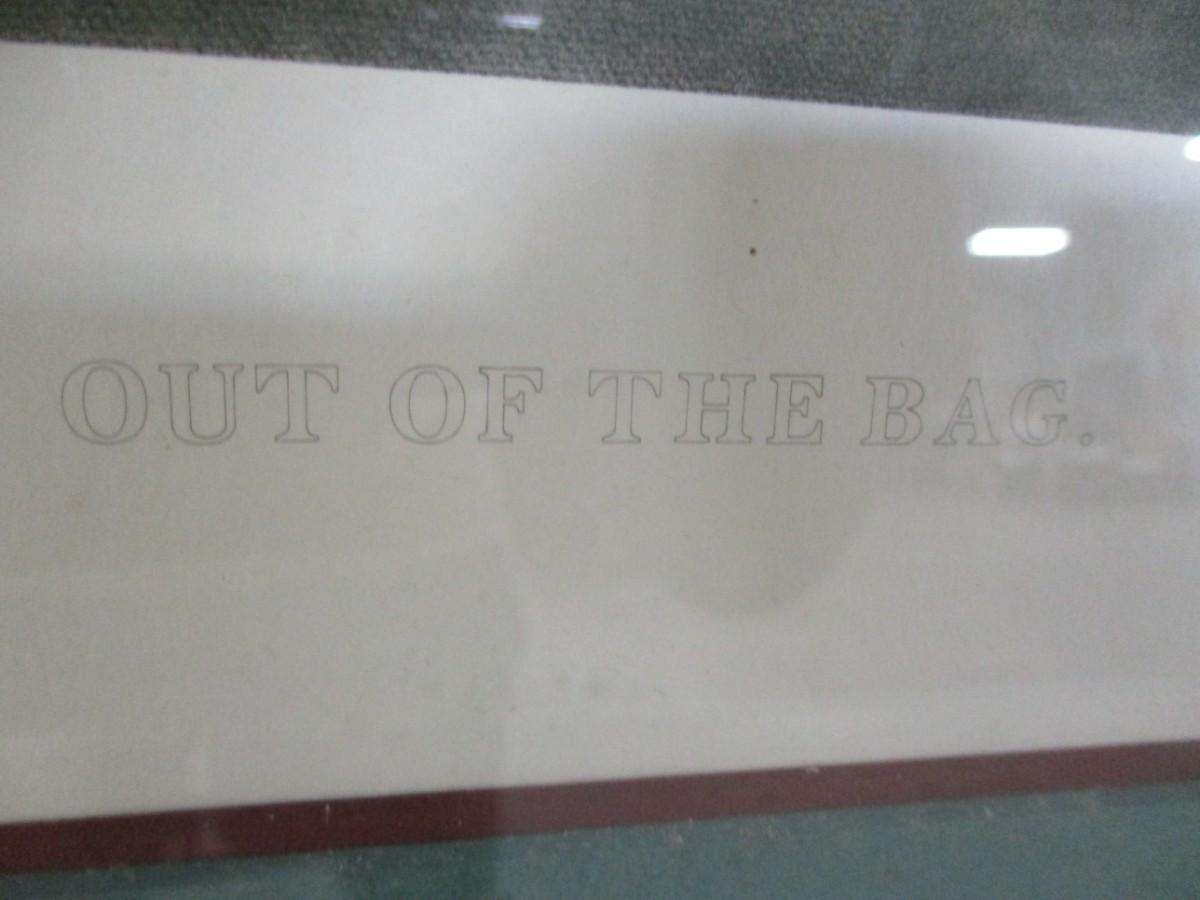 OUT OF THE BAG.